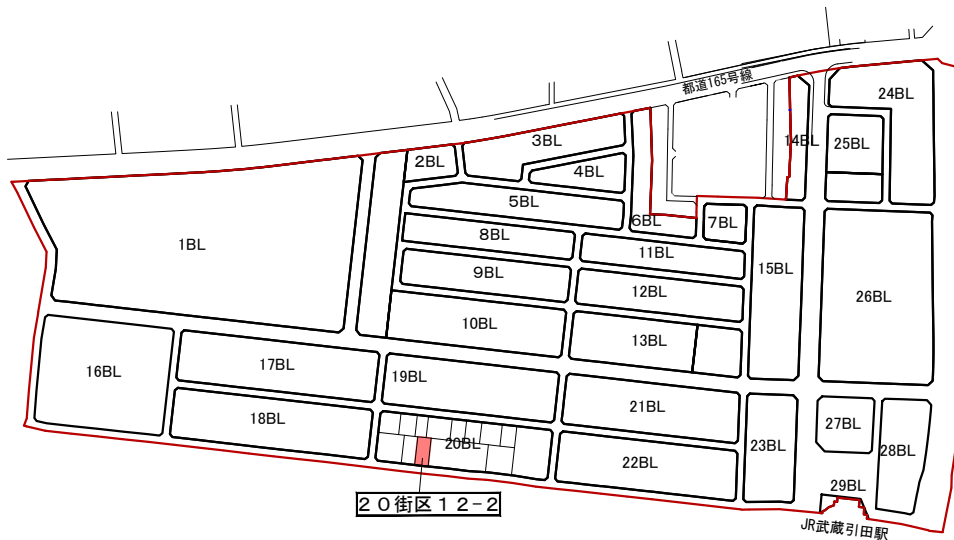 都道165号線
24BL
3BL
14BL
25BL
2BL
4BL
5BL
6BL
7BL
1BL
8BL
11BL
15BL
9BL
12BL
26BL
10BL
13BL
16BL
17BL
19BL
18BL
21BL
20BL
23BL
27BL
28BL
22BL
29BL
２０街区１２-２
JR武蔵引田駅